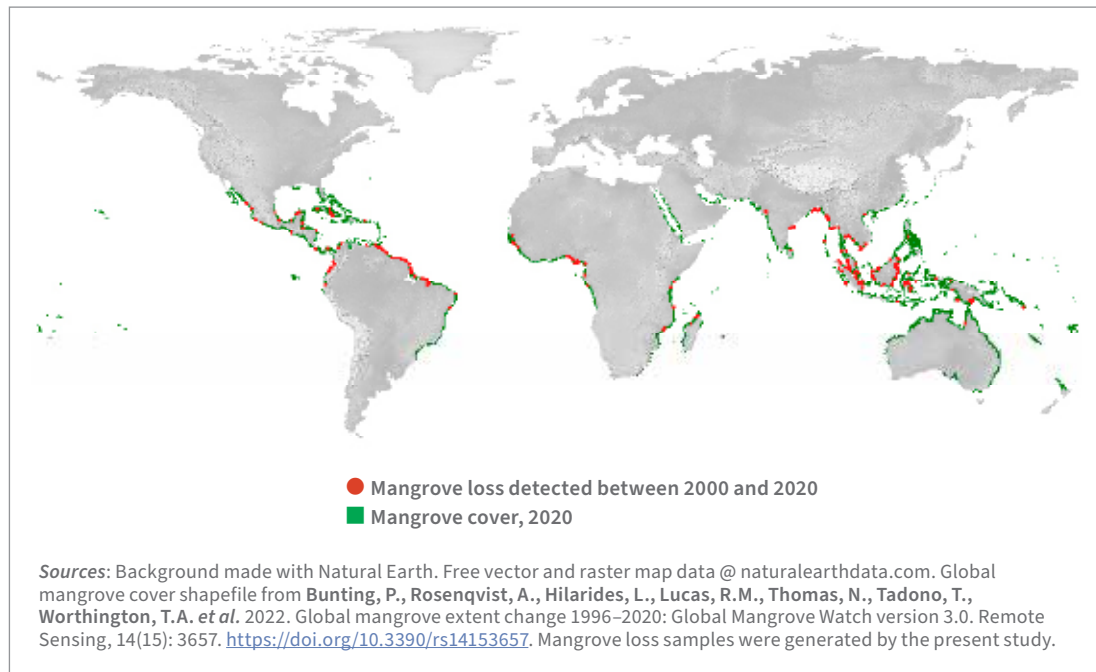 Mangrove loss detected between 2000 and 2020
Mangrove cover, 2020
Sources: Background made with Natural Earth. Free vector and raster map data @ naturalearthdata.com. Global
mangrove cover shapefile from Bunting, P., Rosenqvist, A., Hilarides, L., Lucas, R.M., Thomas, N., Tadono, T.,
Worthington, T.A. et al. 2022. Global mangrove extent change 1996–2020: Global Mangrove Watch version 3.0. Remote
Sensing, 14(15): 3657. https://doi.org/10.3390/rs14153657. Mangrove loss samples were generated by the present study.